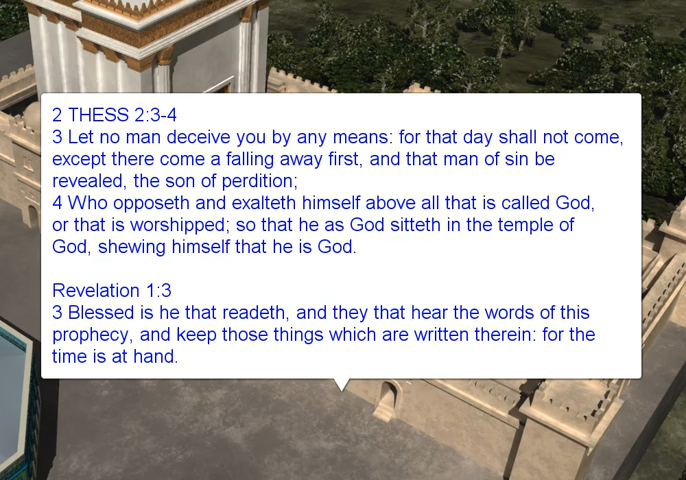 2 THESS 2:3-4
3 Let no man deceive you by any means: for that day shall not come,
except there come a falling away first, and that man of sin be
revealed, the son of perdition;
4 Who opposeth and exalteth himself above all that is called God,
or that is worshipped; so that he as God sitteth in the temple of
God, shewing himself that he is God.
Revelation 1:3
3 Blessed is he that readeth, and they that hear the words of this
prophecy, and keep those things which are written therein: for the
time is at hand.